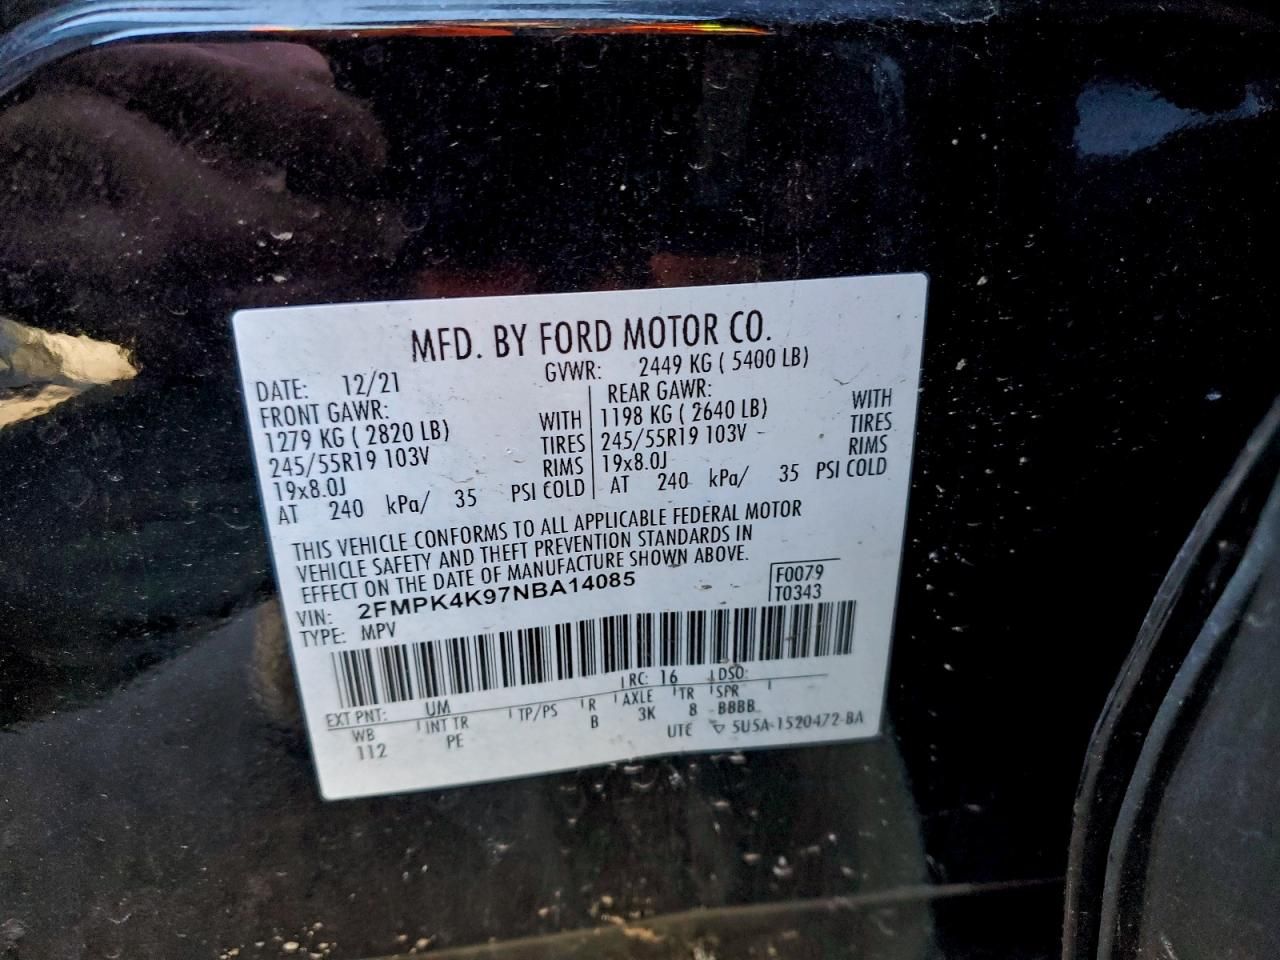 MFD. BY FORD MOTOR CO.
DATE: 12/21 GVWR: 2449 KG ( 5400 LB)
FRONT GAWR: REAR GAWR:
1279 KG ( 2820 LB) WITH 1198 KG ( 2640 LB) WITH
245/55R19 103V TIRES 245/55R19 103V TIRES
19x8.0J RIMS 19x8.0J RIMS
AT 240 kPa/ 35 PSI COLD AT 240 kPa/ 35 PSI COLD
THIS VEHICLE CONFORMS TO ALL APPLICABLE FEDERAL MOTOR
VEHICLE SAFETY AND THEFT PREVENTION STANDARDS IN
EFFECT ON THE DATE OF MANUFACTURE SHOWN ABOVE.
VIN: 2FMPK4K97NBA14085 F0079
TYPE: MPV T0343
EXT PNT: UM RC: 16 DSO:
WB INT TR TP/PS R AXLE TR SPR
112 PE B 3K 8 BBBB
UTE ▽ 5U5A-1520472-BA